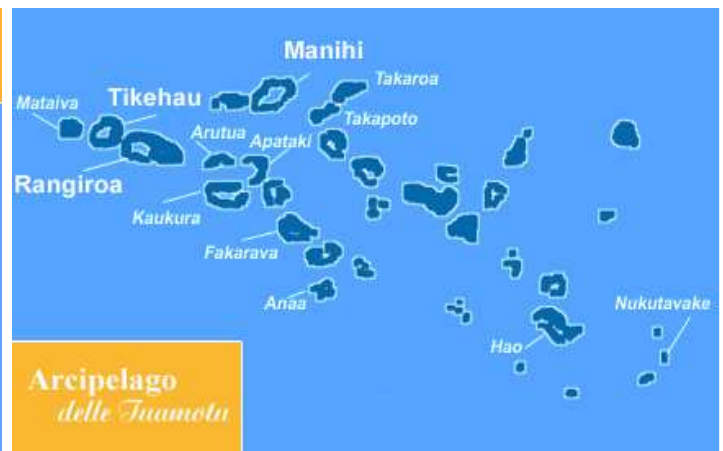 Manihi
Takaroa
Tikehau
Mataiva
Takapoto
Arutua
Apataki
Rangiroa
Kaukura
Fakarava
Anaa
Nukutavake
Hao
Arcipelago
delle Tuamotu